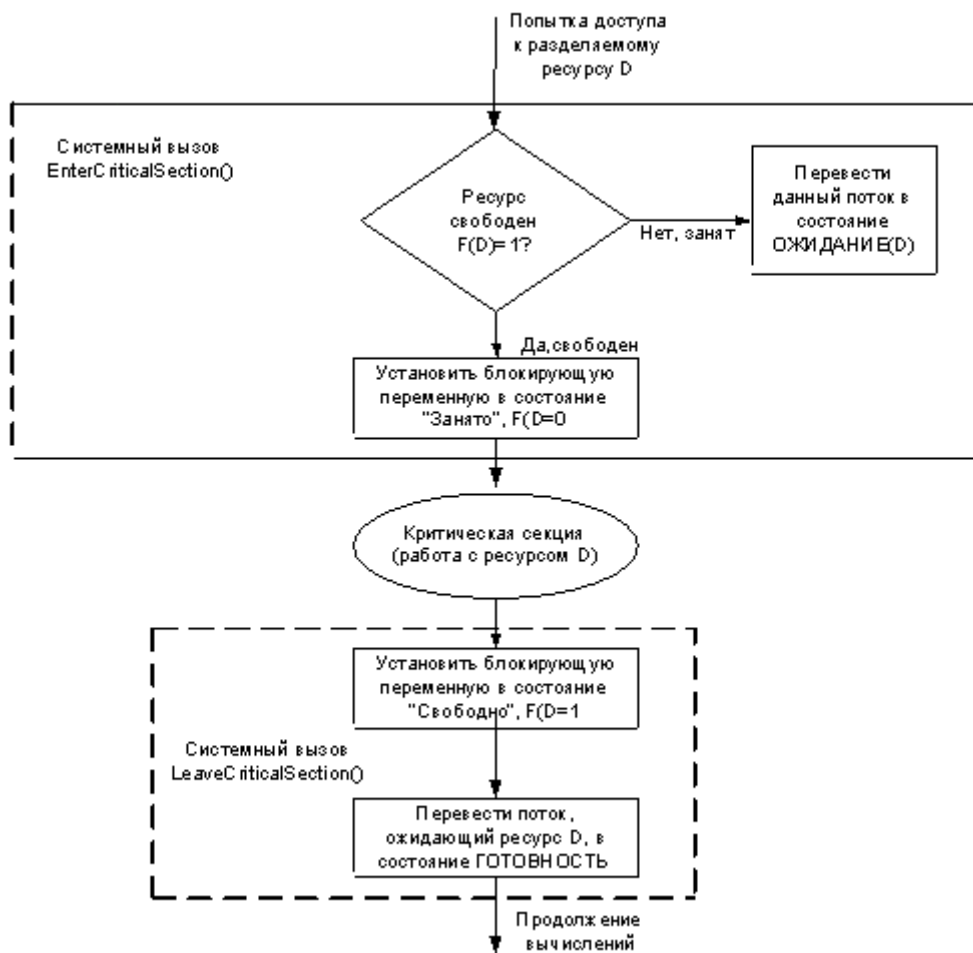 Попытка доступа
к разделяемому
ресурсу D
Системный вызов
EnterCriticalSection()
Ресурс
свободен
F(D)=1?
Нет, занят
Перевести
данный поток в
состояние
ОЖИДАНИЕ(D)
Да,свободен
Установить блокирующую
переменную в состояние
"Занято", F(D=0
Критическая секция
(работа с ресурсом D)
Установить блокирующую
переменную в состояние
"Свободно", F(D=1
Системный вызов
LeaveCriticalSection()
Перевести поток,
ожидающий ресурс D, в
состояние ГОТОВНОСТЬ
Продолжение
вычислений